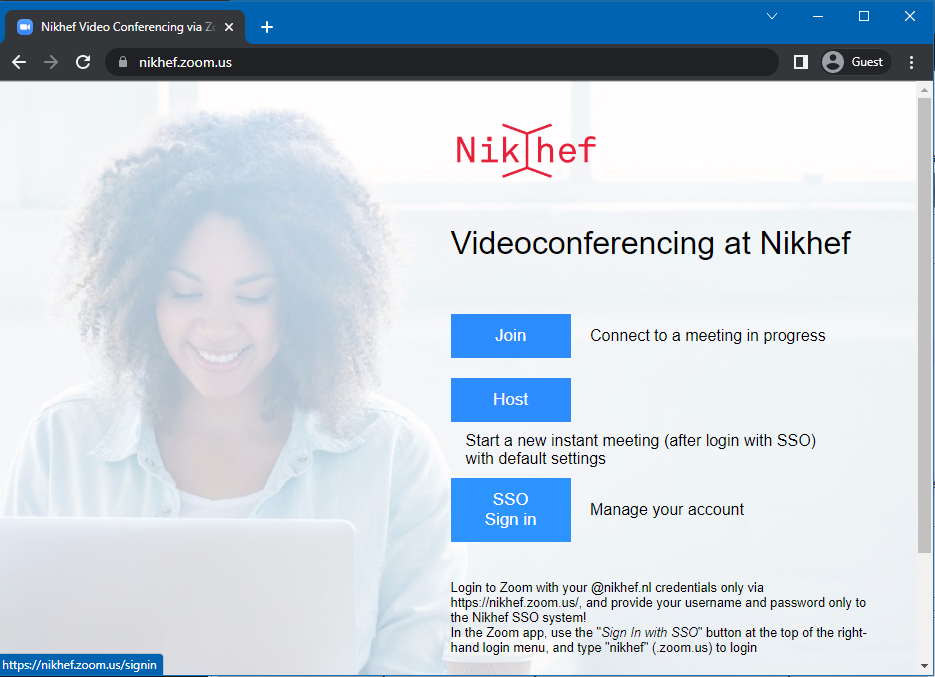 Nikhef Video Conferencing via Zo
nikhef.zoom.us
Guest
Nikhef
Videoconferencing at Nikhef
Join
Connect to a meeting in progress
Host
Start a new instant meeting (after login with SSO)
with default settings
SSO
Sign in
Manage your account
Login to Zoom with your @nikhef.nl credentials only via
https://nikhef.zoom.us/, and provide your username and password only to
the Nikhef SSO system!
In the Zoom app, use the "Sign In with SSO" button at the top of the right-
hand login menu, and type "nikhef" (.zoom.us) to login
https://nikhef.zoom.us/signin